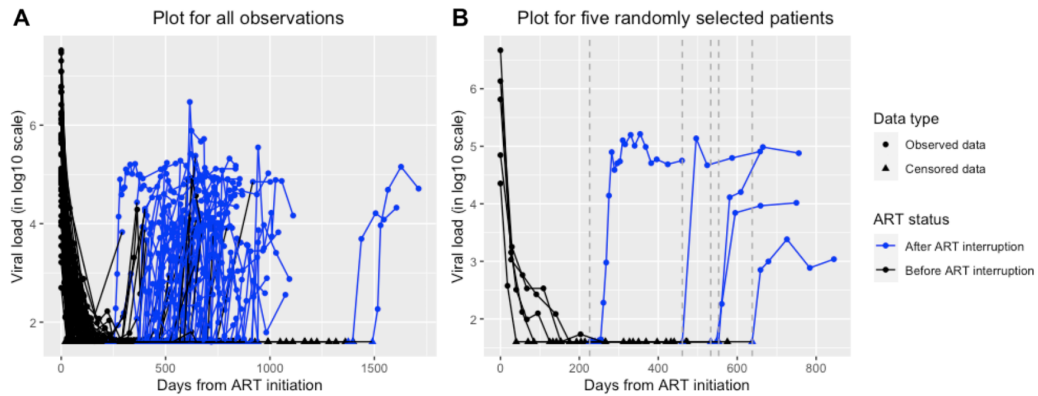 A
Plot for all observations
Viral load (in log10 scale)
6
4
2
0
500
1000
1500
Days from ART initiation
B
Plot for five randomly selected patients
Viral load (in log10 scale)
6
5
4
3
2
0
200
400
600
800
Days from ART initiation
Data type
Observed data
Censored data
ART status
After ART interruption
Before ART interruption